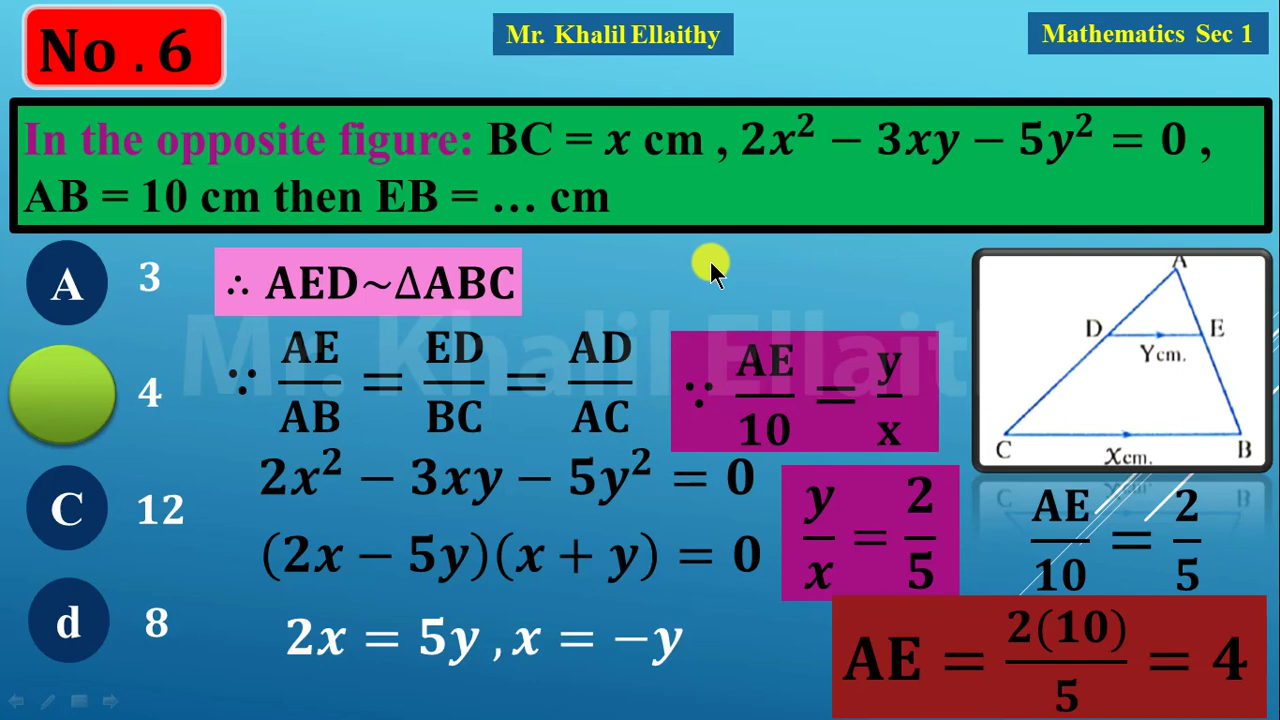 No . 6
Mr. Khalil Ellaithy
Mathematics Sec 1
In the opposite figure: BC = x cm , 2x² − 3xy − 5y² = 0 ,
AB = 10 cm then EB = … cm
A 3
4
C 12
d 8
∴ AED~ΔABC
∵ AE/AB = ED/BC = AD/AC
∵ AE/10 = y/x
2x² − 3xy − 5y² = 0
(2x − 5y)(x + y) = 0
2x = 5y , x = −y
y/x = 2/5
AE/10 = 2/5
AE = 2(10)/5 = 4
A
D E
Ycm.
C B
xcm.
Mr. Khalil Ellaithy